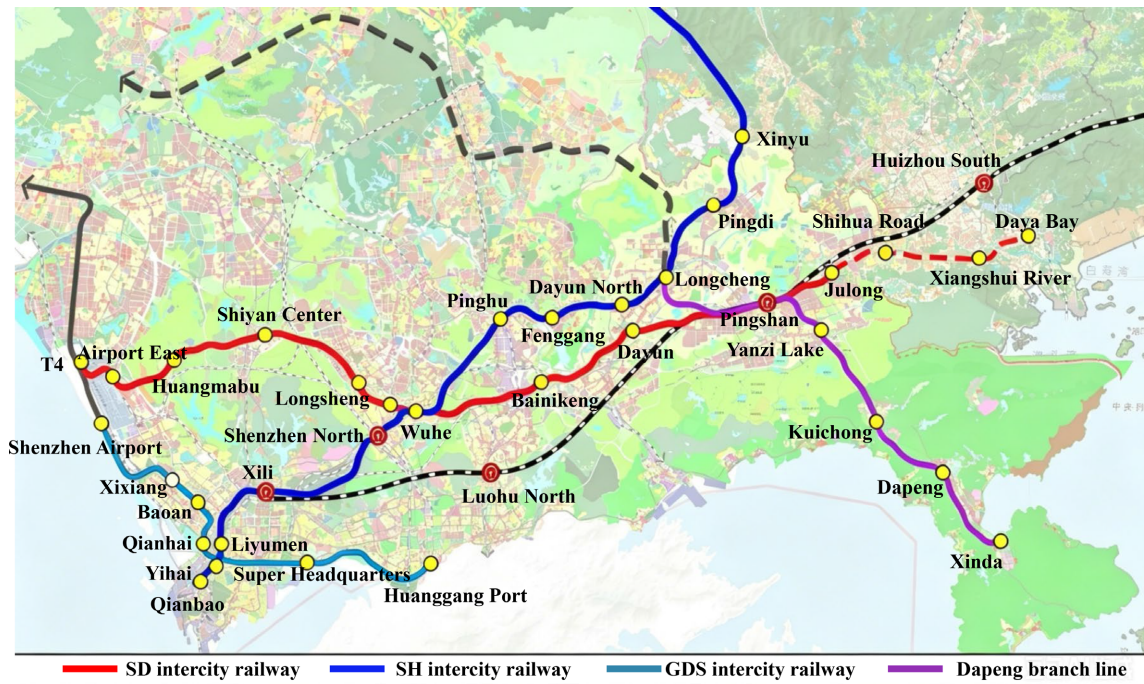 Xinyu
Huizhou South
Pingdi
Shihua Road
Daya Bay
白寿湾
Longcheng
Dayun North
Xiangshui River
Julong
Pinghu
Shiyan Center
Fenggang
Pingshan
Airport East
T4
Dayun
Yanzi Lake
Huangmabu
Longsheng
Bainikeng
Kuichong
Shenzhen North
Wuhe
Shenzhen Airport
Xili
Xixiang
Luohu North
Dapeng
Baoan
Qianhai
Liyumen
Xinda
Yihai
Super Headquarters
Qianbao
Huanggang Port
SD intercity railway
SH intercity railway
GDS intercity railway
Dapeng branch line